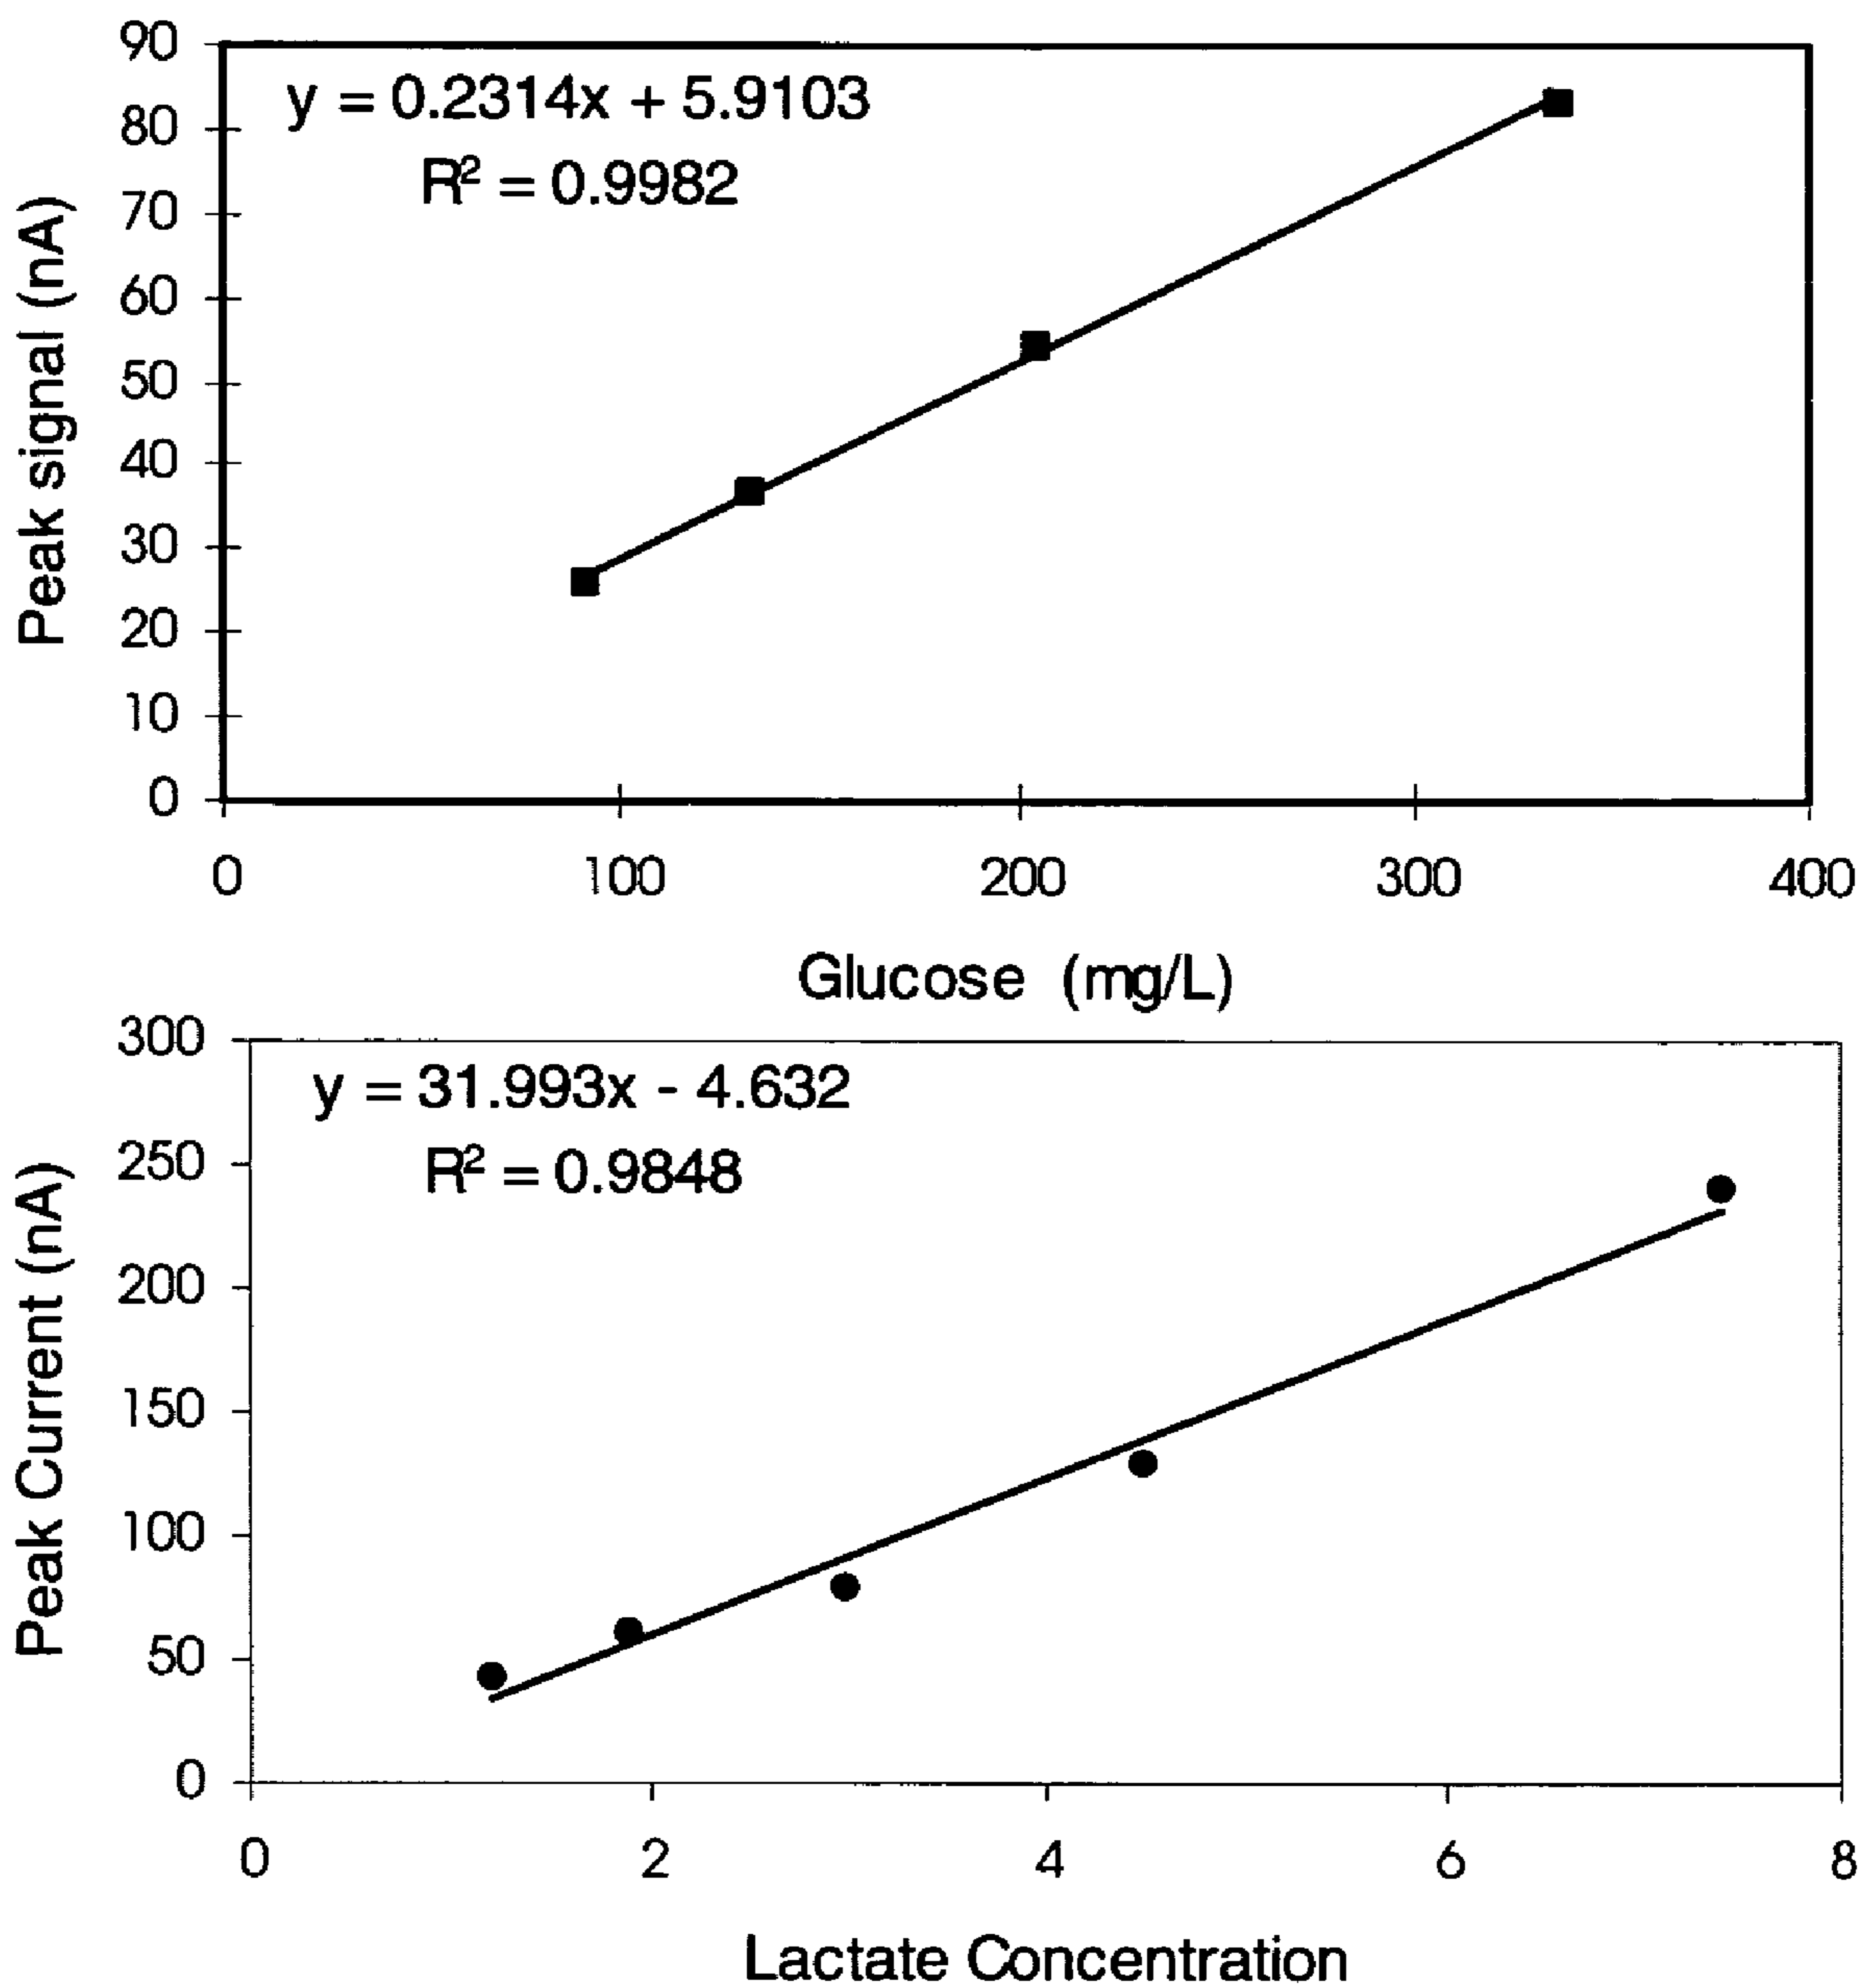 90
y = 0.2314x + 5.9103
80
R² = 0.9982
70
60
50
40
30
20
10
0
Peak signal (nA)
0 100 200 300 400
Glucose (mg/L)
300
y = 31.993x - 4.632
250
R² = 0.9848
200
150
100
50
0
Peak Current (nA)
0 2 4 6 8
Lactate Concentration